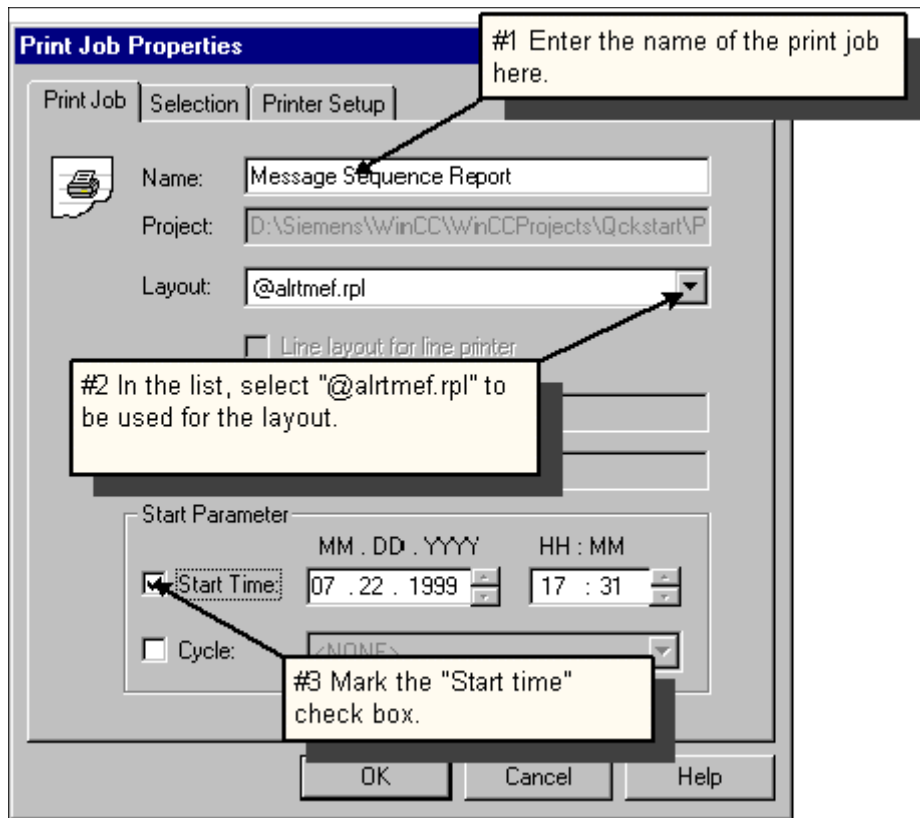 Print Job Properties
#1 Enter the name of the print job
here.
Print Job
Selection
Printer Setup
Name:
Message Sequence Report
Project:
D:\Siemens\WinCC\WinCCProjects\Qckstart\P
Layout:
@alrtmef.rpl
Line layout for line printer
#2 In the list, select "@alrtmef.rpl" to
be used for the layout.
Start Parameter
MM . DD . YYYY
HH : MM
Start Time:
07 . 22 . 1999
17 : 31
Cycle:
<NONE>
#3 Mark the "Start time"
check box.
OK
Cancel
Help